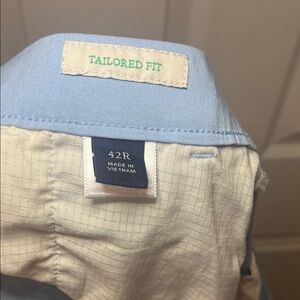 TAILORED FIT
42R
MADE IN
VIETNAM